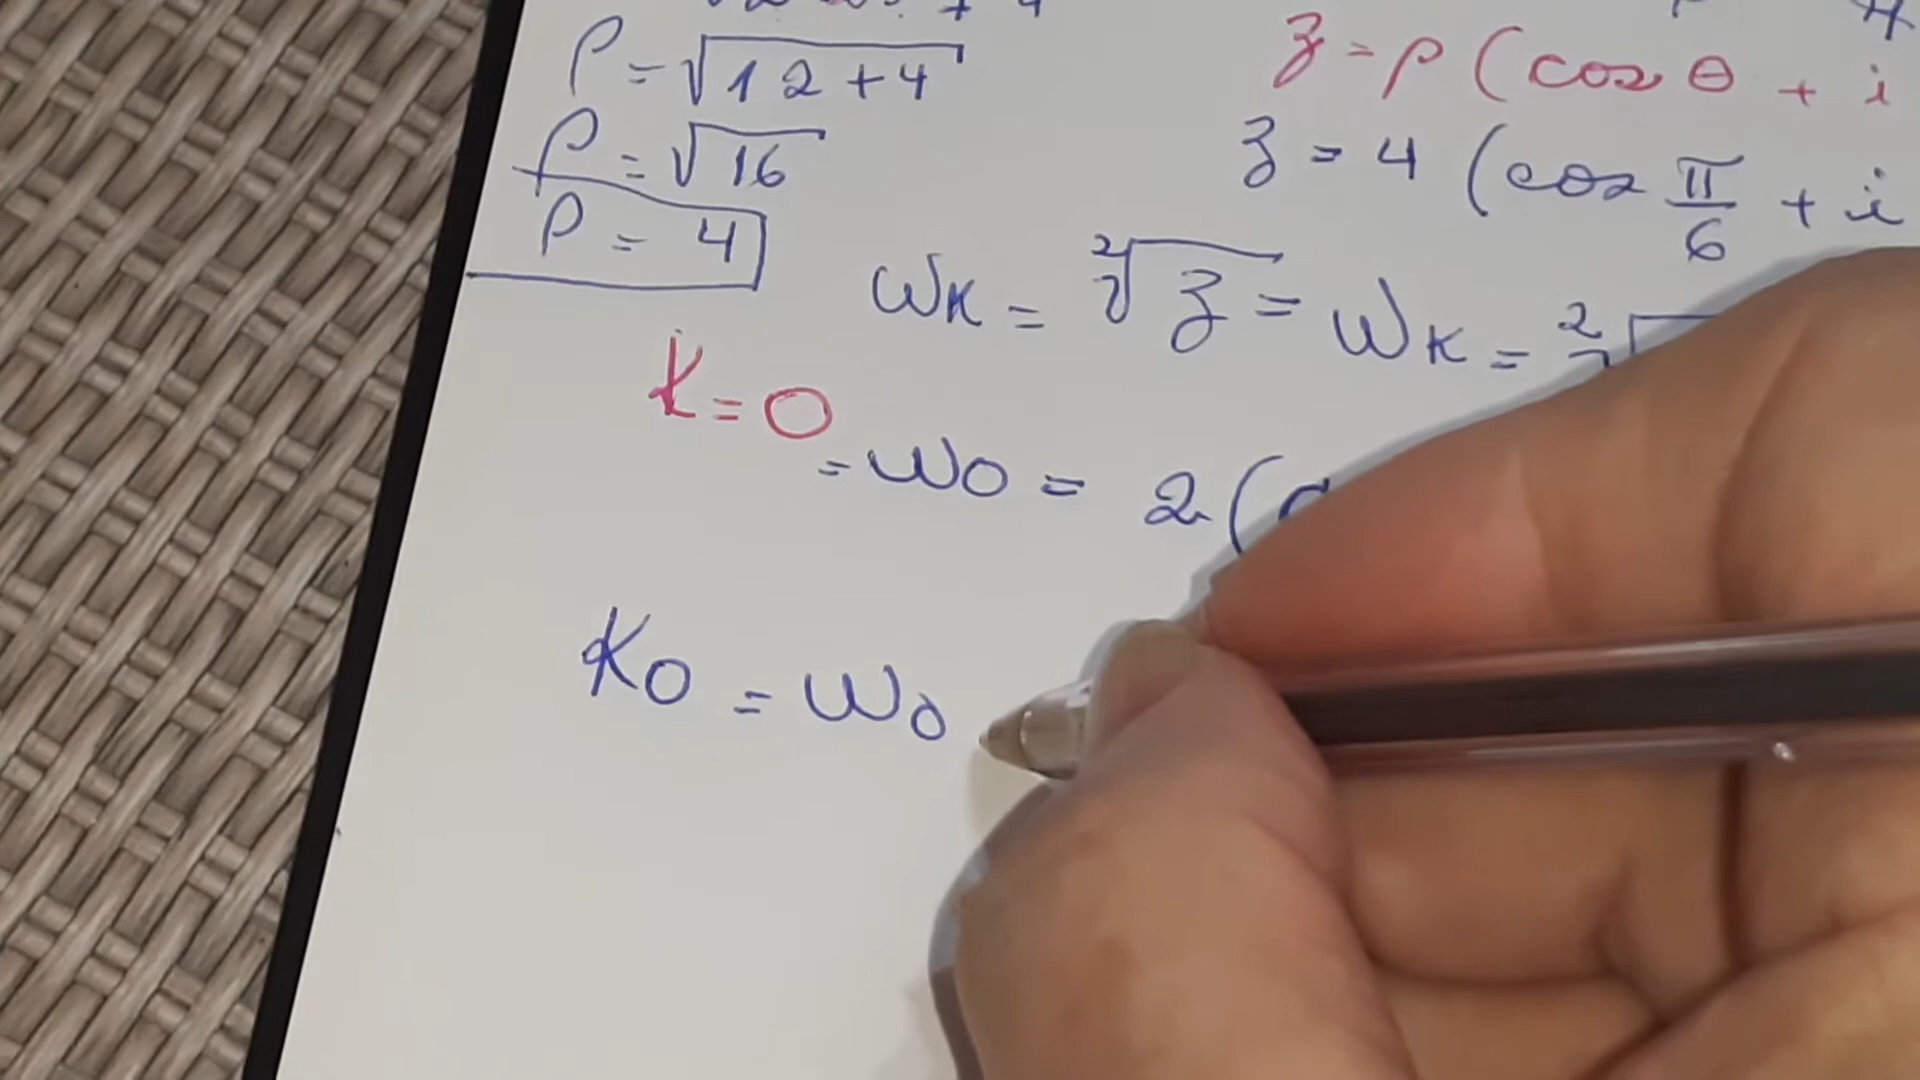 ρ = √12+4
ρ = √16
ρ = 4
z = ρ (cos θ + i
z = 4 (cos π/6 + i
ωK = ²√z = ωK = ²√
K = 0
= ω0 = 2 (
K0 = ω0